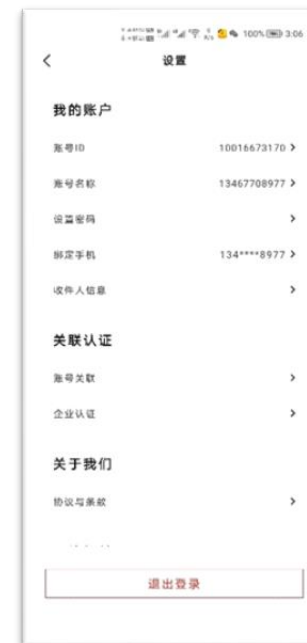 100% 3:06
设置
我的账户
账号ID 1001667317D
账号名称 13467708977
设置密码
绑定手机 134****8977
收件人信息
关联认证
账号关联
企业认证
关于我们
协议与条款
退出登录